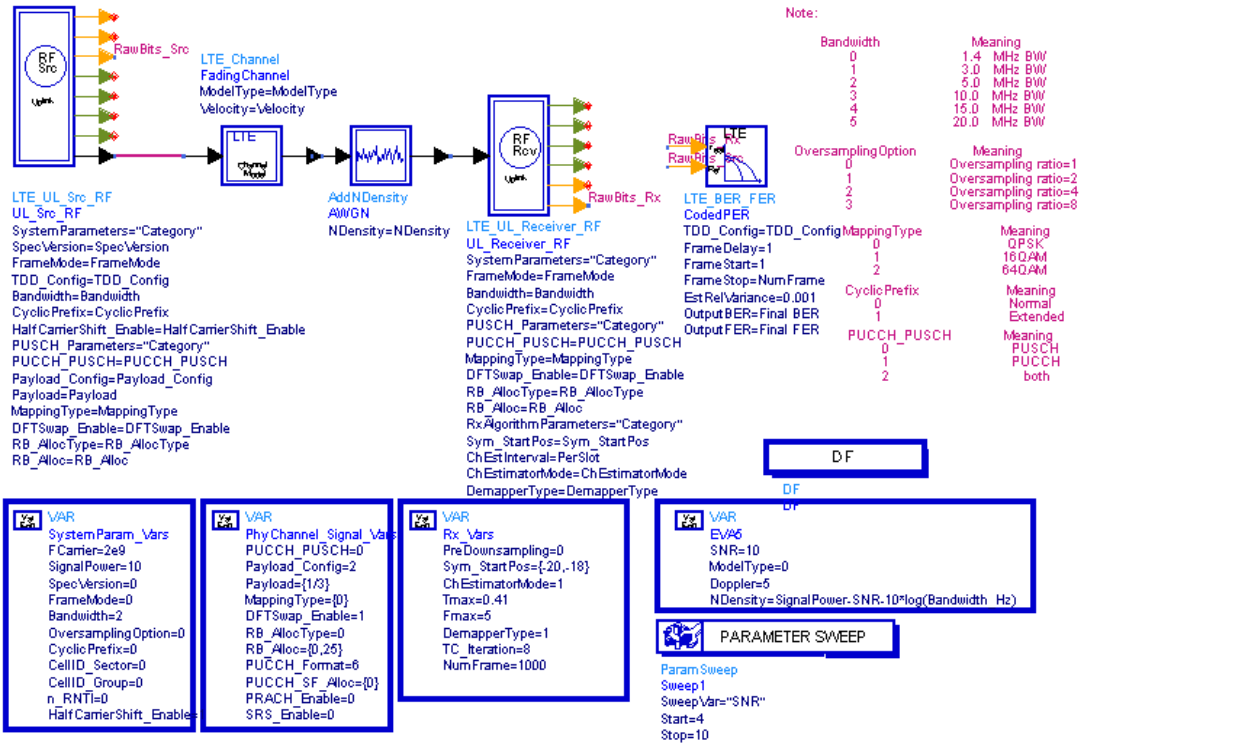 RF
Src
Uplink
RawBits_Src
LTE_UL_Src_RF
UL_Src_RF
SystemParameters="Category"
SpecVersion=SpecVersion
FrameMode=FrameMode
TDD_Config=TDD_Config
Bandwidth=Bandwidth
CyclicPrefix=CyclicPrefix
HalfCarrierShift_Enable=HalfCarrierShift_Enable
PUSCH_Parameters="Category"
PUCCH_PUSCH=PUCCH_PUSCH
Payload_Config=Payload_Config
Payload=Payload
MappingType=MappingType
DFTSwap_Enable=DFTSwap_Enable
RB_AllocType=RB_AllocType
RB_Alloc=RB_Alloc
LTE_Channel
FadingChannel
ModelType=ModelType
Velocity=Velocity
LTE
Channel
Model
AddNDensity
AWGN
NDensity=NDensity
RF
Rcv
Uplink
RawBits_Rx
LTE_UL_Receiver_RF
UL_Receiver_RF
SystemParameters="Category"
FrameMode=FrameMode
Bandwidth=Bandwidth
CyclicPrefix=CyclicPrefix
PUSCH_Parameters="Category"
PUCCH_PUSCH=PUCCH_PUSCH
MappingType=MappingType
DFTSwap_Enable=DFTSwap_Enable
RB_AllocType=RB_AllocType
RB_Alloc=RB_Alloc
RxAlgorithmParameters="Category"
Sym_StartPos=Sym_StartPos
ChEstInterval=PerSlot
ChEstimatorMode=ChEstimatorMode
DemapperType=DemapperType
RawBits_Rx
LTE
RawBits_Src
LTE_BER_FER
CodedPER
TDD_Config=TDD_Config
FrameDelay=1
FrameStart=1
FrameStop=NumFrame
EstRelVariance=0.001
OutputBER=Final BER
OutputFER=Final FER
Note:
Bandwidth Meaning
0 1.4 MHz BW
1 3.0 MHz BW
2 5.0 MHz BW
3 10.0 MHz BW
4 15.0 MHz BW
5 20.0 MHz BW
OversamplingOption Meaning
0 Oversampling ratio=1
1 Oversampling ratio=2
2 Oversampling ratio=4
3 Oversampling ratio=8
MappingType Meaning
0 QPSK
1 16QAM
2 64QAM
CyclicPrefix Meaning
0 Normal
1 Extended
PUCCH_PUSCH Meaning
0 PUSCH
1 PUCCH
2 both
DF
DF
DF
Var
Eqn
VAR
SystemParam_Vars
FCarrier=2e9
SignalPower=10
SpecVersion=0
FrameMode=0
Bandwidth=2
OversamplingOption=0
CyclicPrefix=0
CellID_Sector=0
CellID_Group=0
n_RNTI=0
HalfCarrierShift_Enable=
Var
Eqn
VAR
PhyChannel_Signal_Vars
PUCCH_PUSCH=0
Payload_Config=2
Payload={1/3}
MappingType={0}
DFTSwap_Enable=1
RB_AllocType=0
RB_Alloc={0,25}
PUCCH_Format=6
PUCCH_SF_Alloc={0}
PRACH_Enable=0
SRS_Enable=0
Var
Eqn
VAR
Rx_Vars
PreDownsampling=0
Sym_StartPos={-20,-18}
ChEstimatorMode=1
Tmax=0.41
Fmax=5
DemapperType=1
TC_Iteration=8
NumFrame=1000
Var
Eqn
VAR
EVA5
SNR=10
ModelType=0
Doppler=5
NDensity=SignalPower-SNR-10*log(Bandwidth_Hz)
PARAMETER SWEEP
ParamSweep
Sweep1
SweepVar="SNR"
Start=4
Stop=10